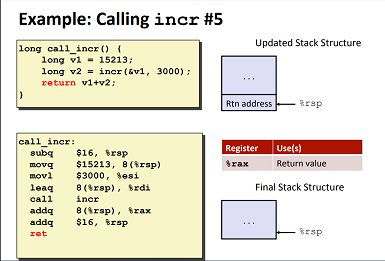 Example: Calling incr #5
long call_incr() {
    long v1 = 15213;
    long v2 = incr(&v1, 3000);
    return v1+v2;
}
Updated Stack Structure
...
Rtn address
%rsp
call_incr:
  subq    $16, %rsp
  movq    $15213, 8(%rsp)
  movl    $3000, %esi
  leaq    8(%rsp), %rdi
  call    incr
  addq    8(%rsp), %rax
  addq    $16, %rsp
  ret
Register Use(s)
%rax Return value
Final Stack Structure
...
%rsp